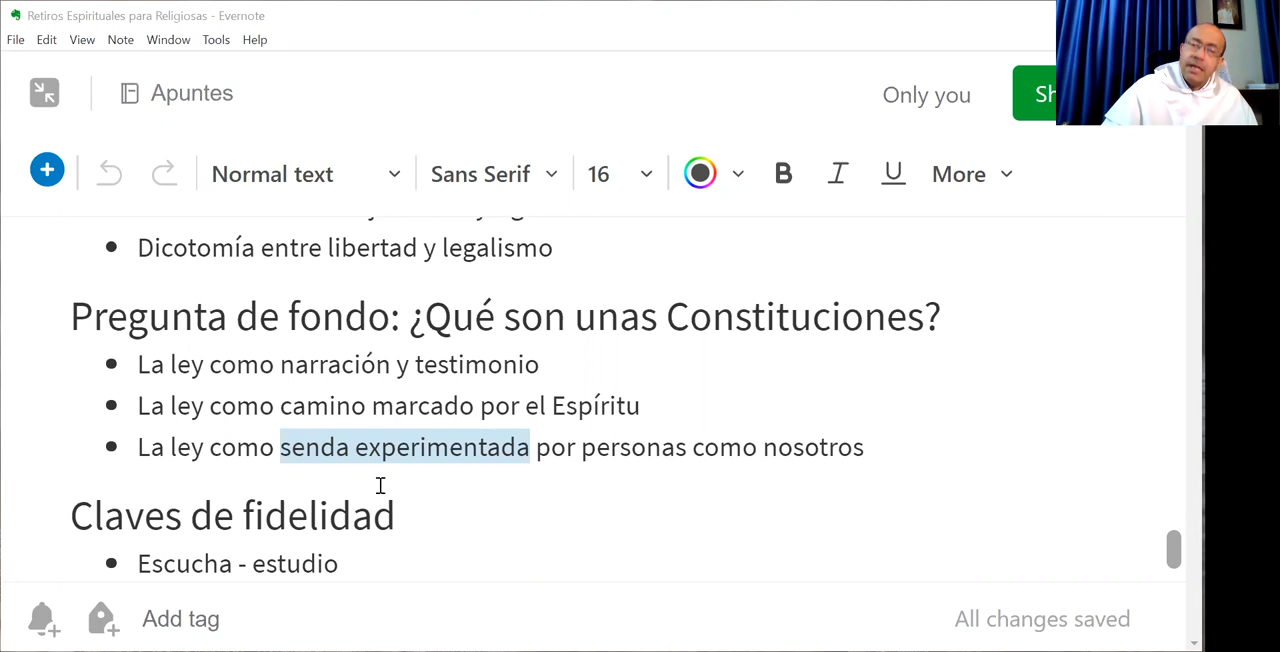 Retiros Espirituales para Religiosas - Evernote
File Edit View Note Window Tools Help
Apuntes
Only you
Normal text
Sans Serif
16
B I U More
Dicotomía entre libertad y legalismo
Pregunta de fondo: ¿Qué son unas Constituciones?
La ley como narración y testimonio
La ley como camino marcado por el Espíritu
La ley como senda experimentada por personas como nosotros
Claves de fidelidad
Escucha - estudio
Add tag
All changes saved